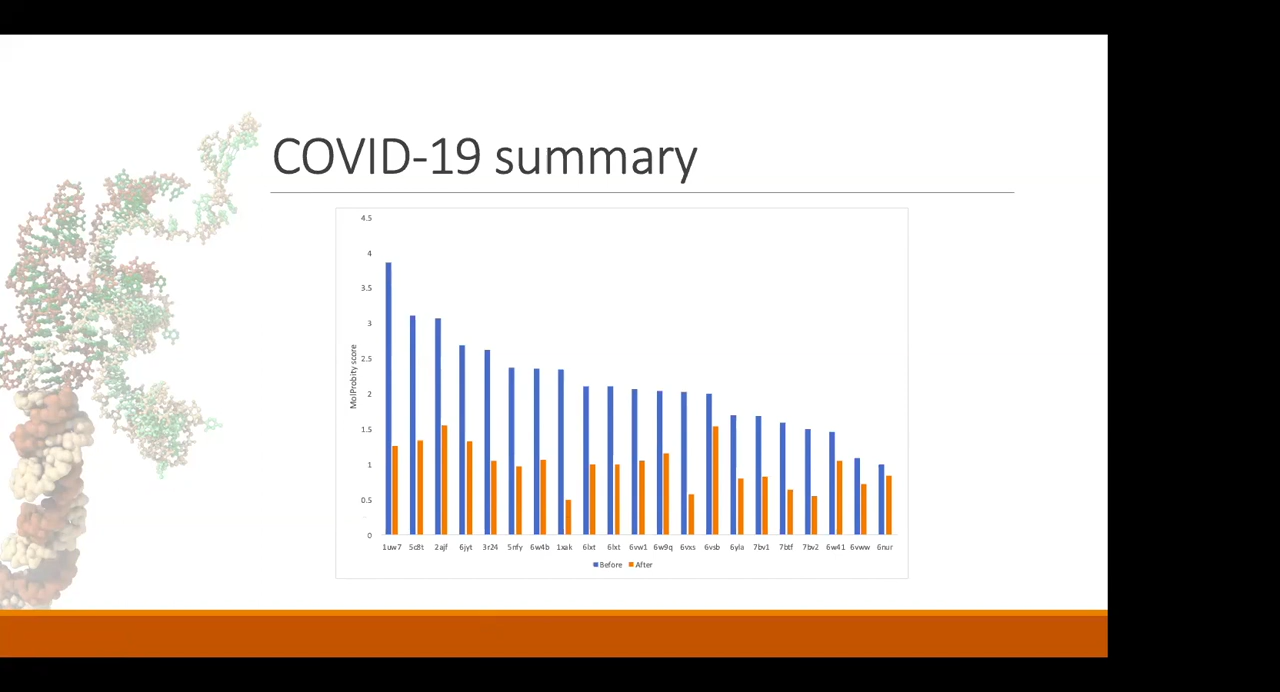 COVID-19 summary
4.5
4
3.5
3
2.5
2
1.5
1
0.5
0
MolProbity score
1uw7 5c8t 2ajf 6jyt 3r24 5nfy 6w4b 1xak 6lxt 6lxt 6vw1 6w9q 6vxs 6vsb 6yla 7bv1 7btf 7bv2 6w41 6vww 6nur
Before After